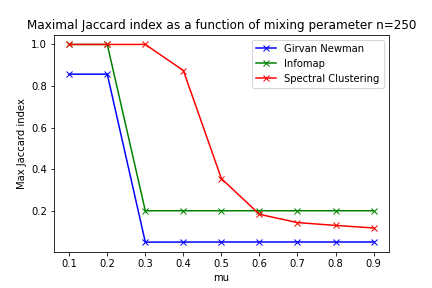 Maximal Jaccard index as a function of mixing perameter n=250
Max Jaccard index
1.0
0.8
0.6
0.4
0.2
Girvan Newman
Infomap
Spectral Clustering
0.1 0.2 0.3 0.4 0.5 0.6 0.7 0.8 0.9
mu